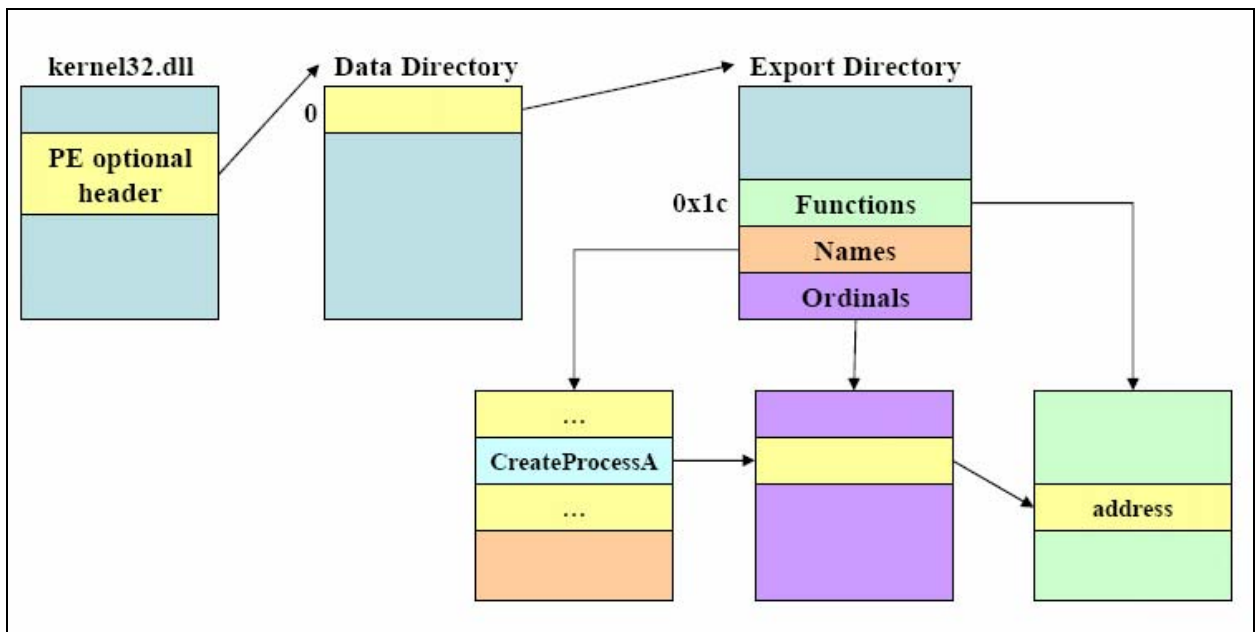 kernel32.dll
Data Directory
Export Directory
0
PE optional
header
0x1c
Functions
Names
Ordinals
...
CreateProcessA
...
address